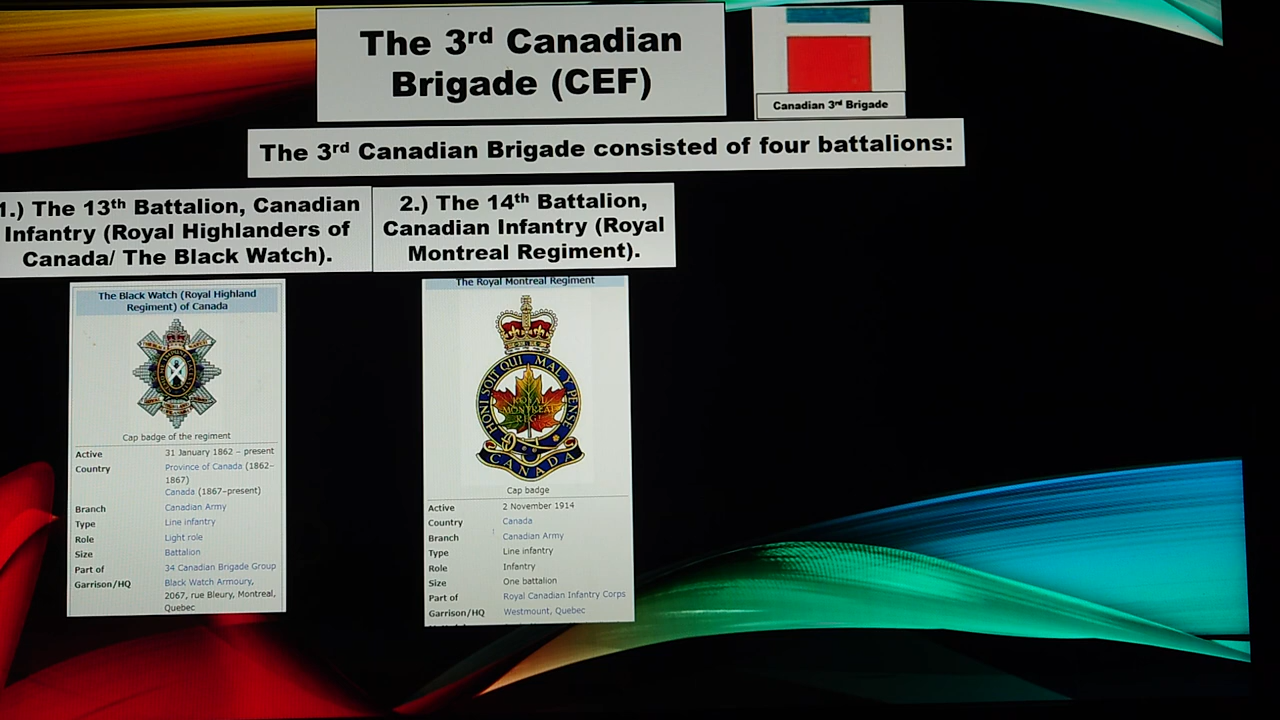 The 3rd Canadian
Brigade (CEF)
Canadian 3rd Brigade
The 3rd Canadian Brigade consisted of four battalions:
1.) The 13th Battalion, Canadian
Infantry (Royal Highlanders of
Canada/ The Black Watch).
2.) The 14th Battalion,
Canadian Infantry (Royal
Montreal Regiment).
The Black Watch (Royal Highland
Regiment) of Canada
Cap badge of the regiment
Active 31 January 1862 – present
Country Province of Canada (1862–
1867)
Canada (1867–present)
Branch Canadian Army
Type Line infantry
Role Light role
Size Battalion
Part of 34 Canadian Brigade Group
Garrison/HQ Black Watch Armoury,
2067, rue Bleury, Montreal,
Quebec
The Royal Montreal Regiment
HONI SOIT QUI MAL Y PENSE
ROYAL
MONTREAL
REGT
CANADA
Cap badge
Active 2 November 1914
Country Canada
Branch Canadian Army
Type Line infantry
Role Infantry
Size One battalion
Part of Royal Canadian Infantry Corps
Garrison/HQ Westmount, Quebec